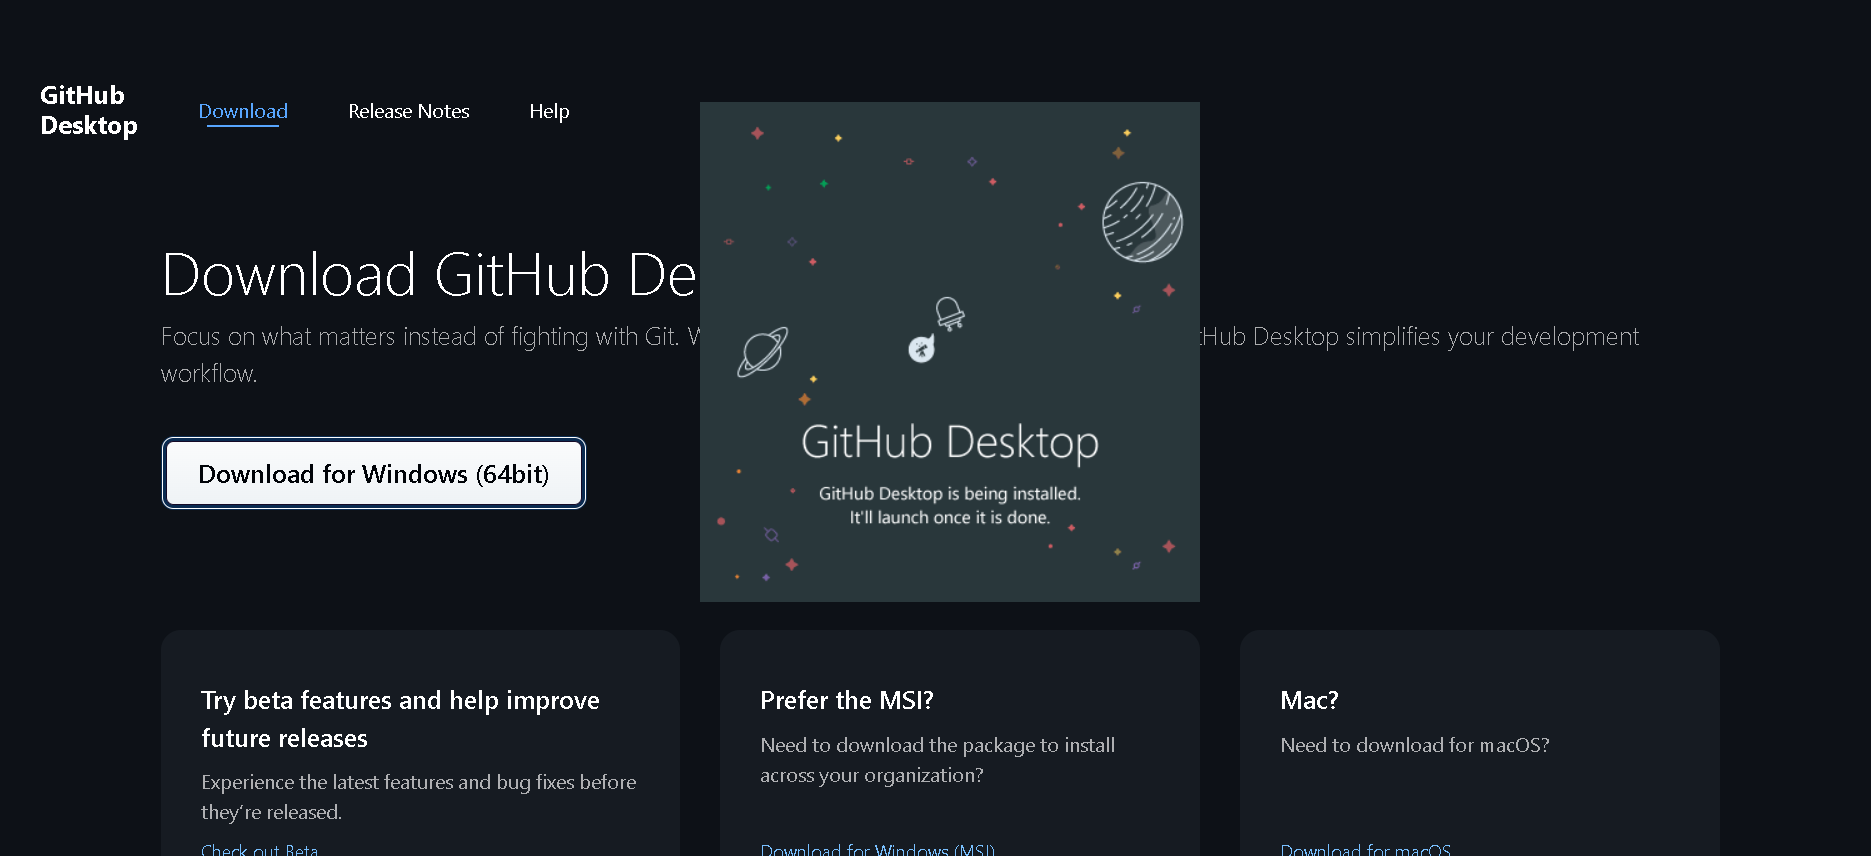 GitHub
Desktop
Download
Release Notes
Help
Download GitHub De
Focus on what matters instead of fighting with Git.
Hub Desktop simplifies your development
workflow.
Download for Windows (64bit)
GitHub Desktop
GitHub Desktop is being installed.
It'll launch once it is done.
Try beta features and help improve
future releases
Experience the latest features and bug fixes before
they’re released.
Check out Beta
Prefer the MSI?
Need to download the package to install
across your organization?
Download for Windows (MSI)
Mac?
Need to download for macOS?
Download for macOS